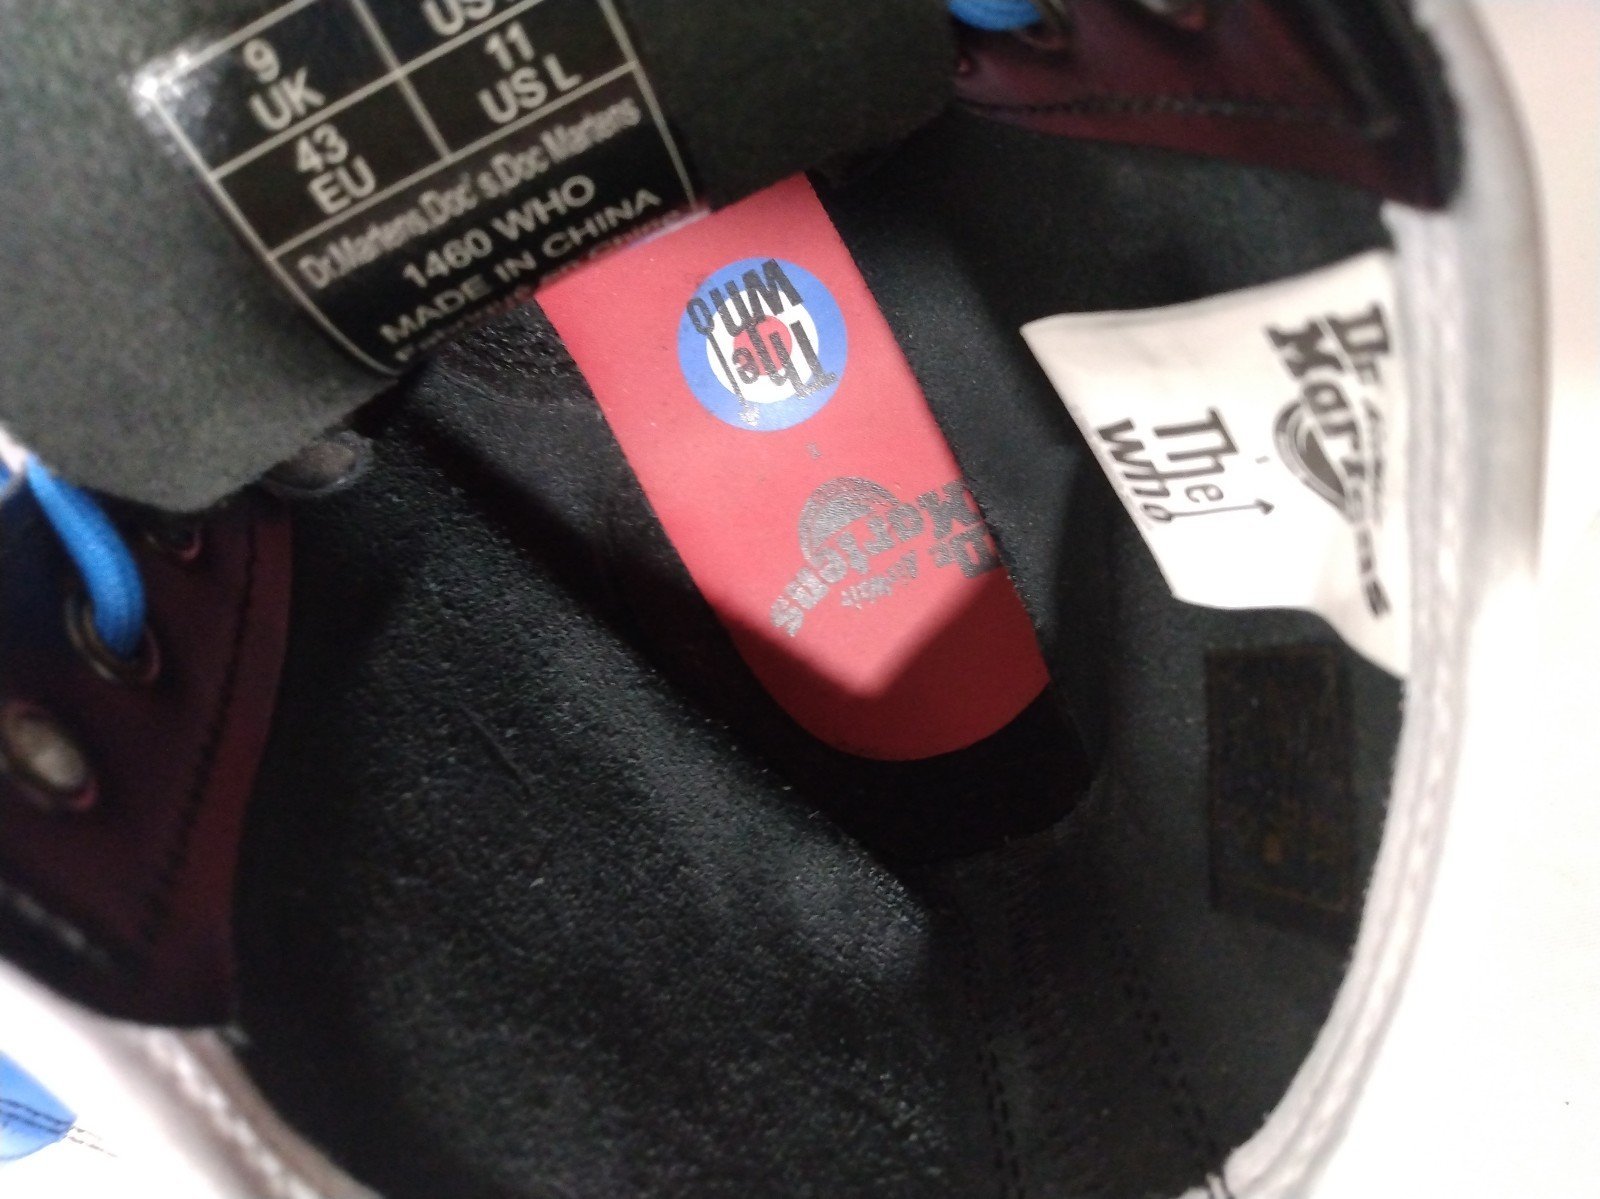 9
UK
US
43
EU
11
US L
Dr.Martens.Doc's.Doc Martens
1460 WHO
MADE IN CHINA
The
Who
x
Dr.
Martens
The
Who
Dr.
Martens